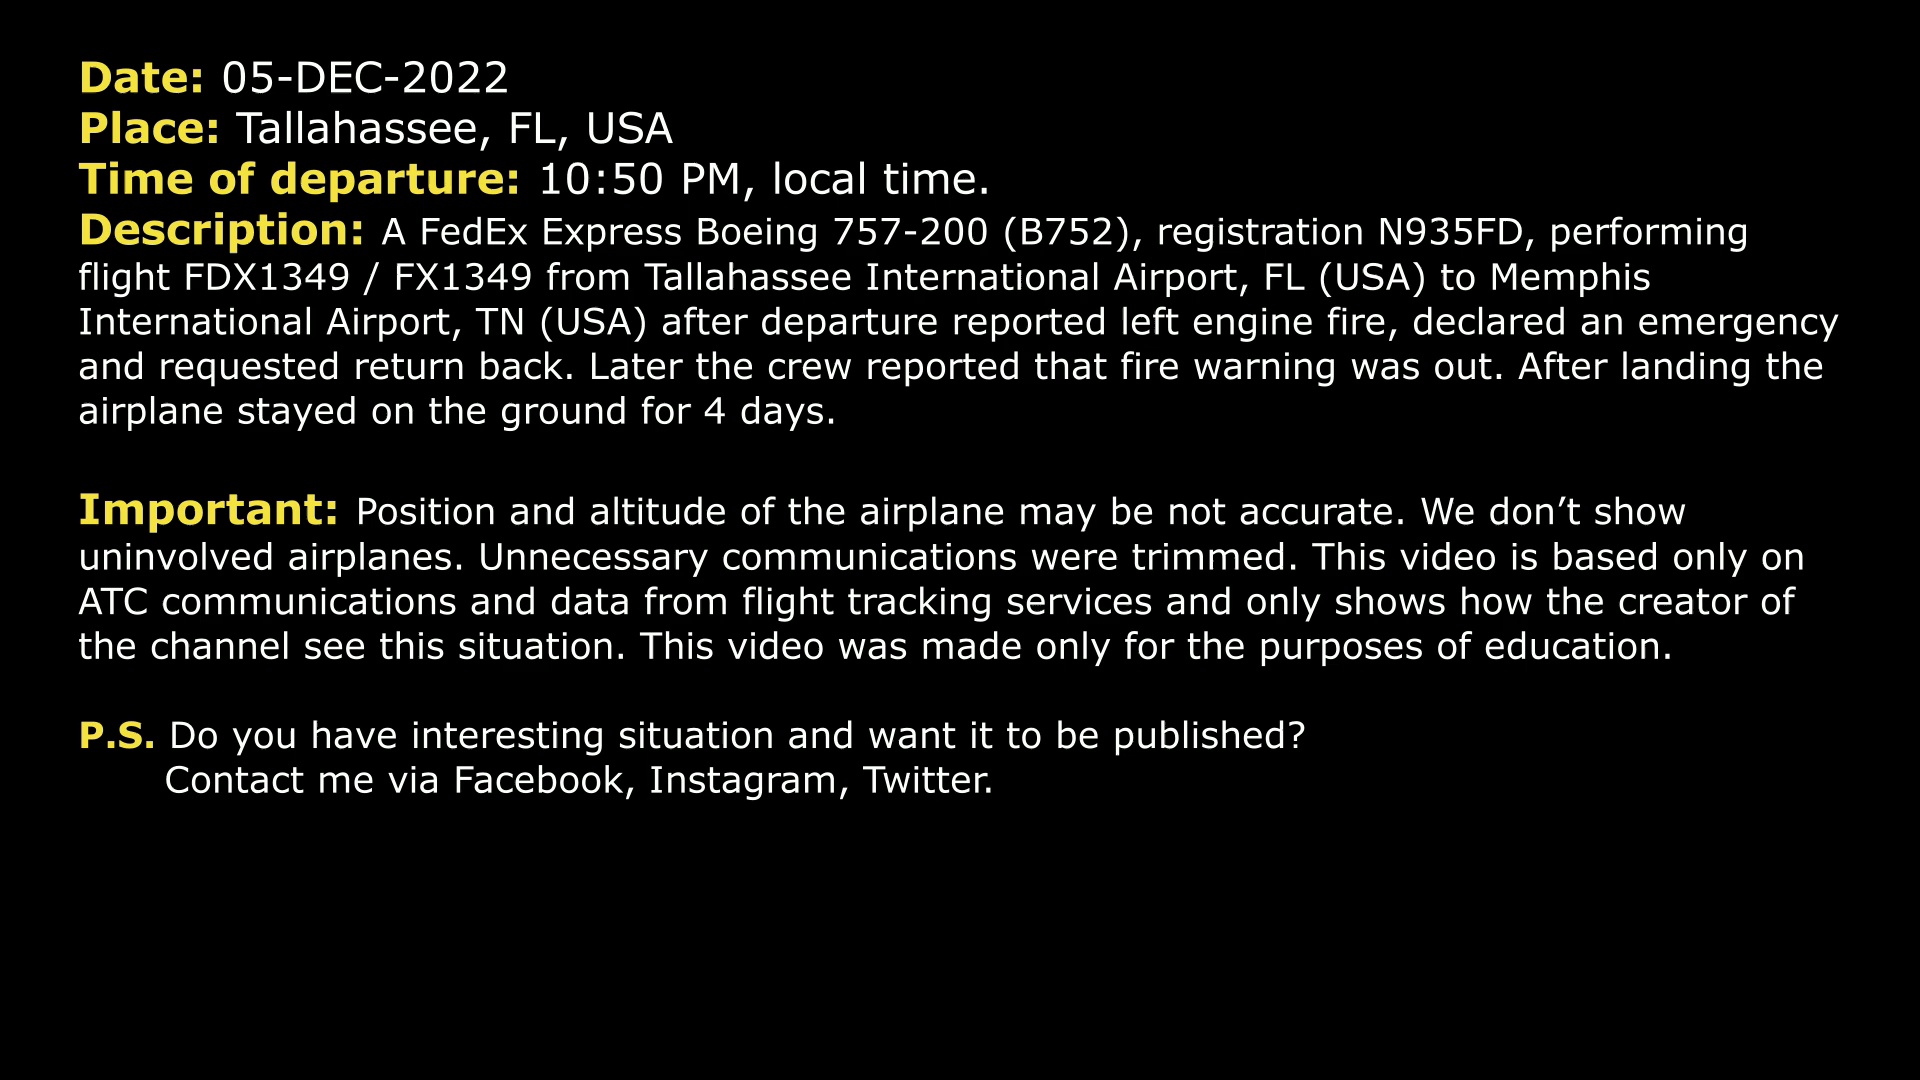 Date: 05-DEC-2022
Place: Tallahassee, FL, USA
Time of departure: 10:50 PM, local time.
Description: A FedEx Express Boeing 757-200 (B752), registration N935FD, performing
flight FDX1349 / FX1349 from Tallahassee International Airport, FL (USA) to Memphis
International Airport, TN (USA) after departure reported left engine fire, declared an emergency
and requested return back. Later the crew reported that fire warning was out. After landing the
airplane stayed on the ground for 4 days.
Important: Position and altitude of the airplane may be not accurate. We don’t show
uninvolved airplanes. Unnecessary communications were trimmed. This video is based only on
ATC communications and data from flight tracking services and only shows how the creator of
the channel see this situation. This video was made only for the purposes of education.
P.S. Do you have interesting situation and want it to be published?
Contact me via Facebook, Instagram, Twitter.